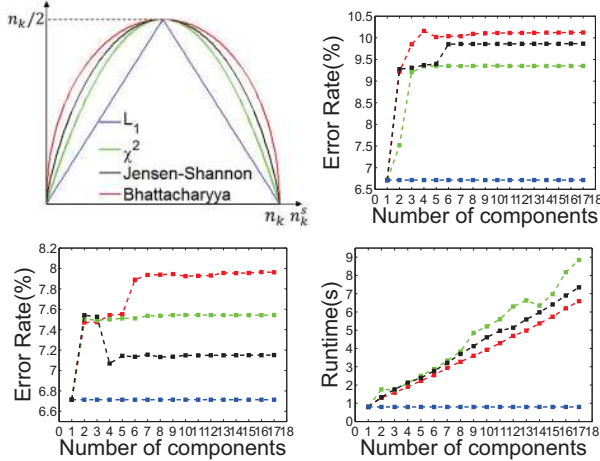 n_k/2
L_1
χ^2
Jensen-Shannon
Bhattacharyya
n_k n_k^s
Error Rate(%)
10.5
10
9.5
9
8.5
8
7.5
7
6.5
0 1 2 3 4 5 6 7 8 9 10 11 12 13 14 15 16 17 18
Number of components
Error Rate(%)
8.2
8
7.8
7.6
7.4
7.2
7
6.8
6.6
0 1 2 3 4 5 6 7 8 9 10 11 12 13 14 15 16 17 18
Number of components
Runtime(s)
9
8
7
6
5
4
3
2
1
0
0 1 2 3 4 5 6 7 8 9 10 11 12 13 14 15 16 17 18
Number of components